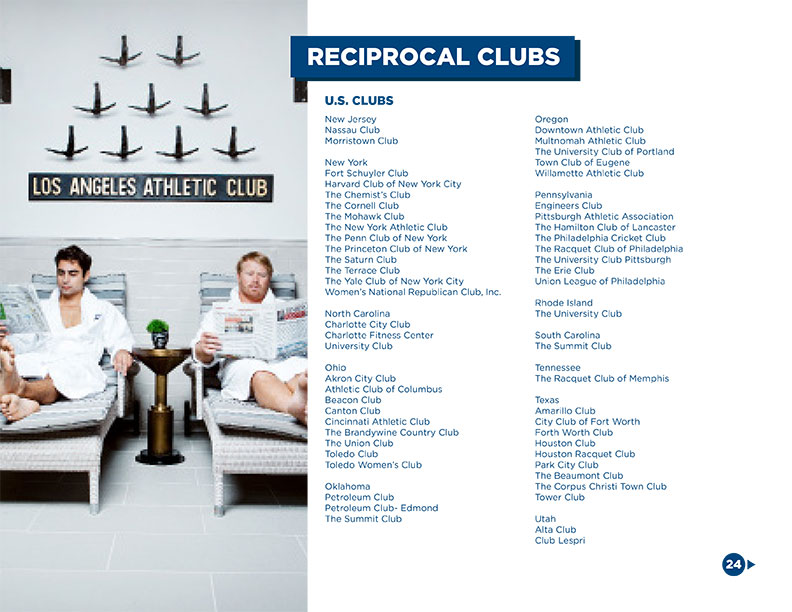 LOS ANGELES ATHLETIC CLUB
RECIPROCAL CLUBS
U.S. CLUBS
New Jersey
Nassau Club
Morristown Club
New York
Fort Schuyler Club
Harvard Club of New York City
The Chemist's Club
The Cornell Club
The Mohawk Club
The New York Athletic Club
The Penn Club of New York
The Princeton Club of New York
The Saturn Club
The Terrace Club
The Yale Club of New York City
Women's National Republican Club, Inc.
North Carolina
Charlotte City Club
Charlotte Fitness Center
University Club
Ohio
Akron City Club
Athletic Club of Columbus
Beacon Club
Canton Club
Cincinnati Athletic Club
The Brandywine Country Club
The Union Club
Toledo Club
Toledo Women's Club
Oklahoma
Petroleum Club
Petroleum Club- Edmond
The Summit Club
Oregon
Downtown Athletic Club
Multnomah Athletic Club
The University Club of Portland
Town Club of Eugene
Willamette Athletic Club
Pennsylvania
Engineers Club
Pittsburgh Athletic Association
The Hamilton Club of Lancaster
The Philadelphia Cricket Club
The Racquet Club of Philadelphia
The University Club Pittsburgh
The Erie Club
Union League of Philadelphia
Rhode Island
The University Club
South Carolina
The Summit Club
Tennessee
The Racquet Club of Memphis
Texas
Amarillo Club
City Club of Fort Worth
Forth Worth Club
Houston Club
Houston Racquet Club
Park City Club
The Beaumont Club
The Corpus Christi Town Club
Tower Club
Utah
Alta Club
Club Lespri
24